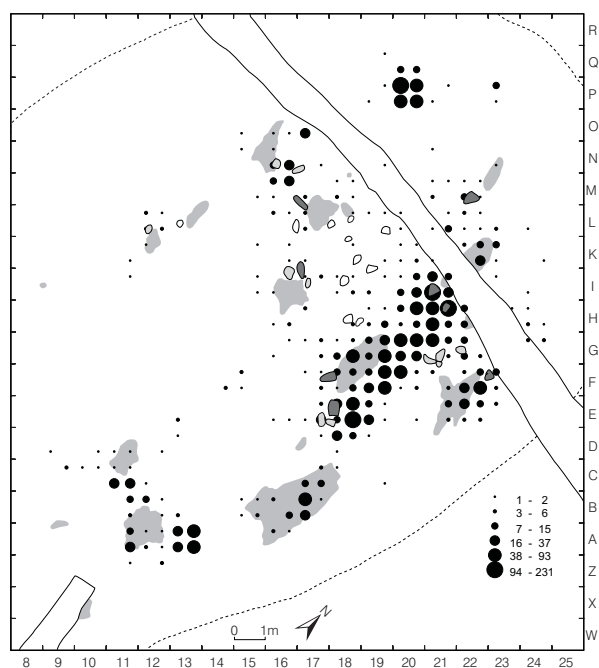 R
Q
P
O
N
M
L
K
I
H
G
F
E
D
C
B
A
Z
X
W
1 - 2
3 - 6
7 - 15
16 - 37
38 - 93
94 - 231
N
0 1m
8 9 10 11 12 13 14 15 16 17 18 19 20 21 22 23 24 25